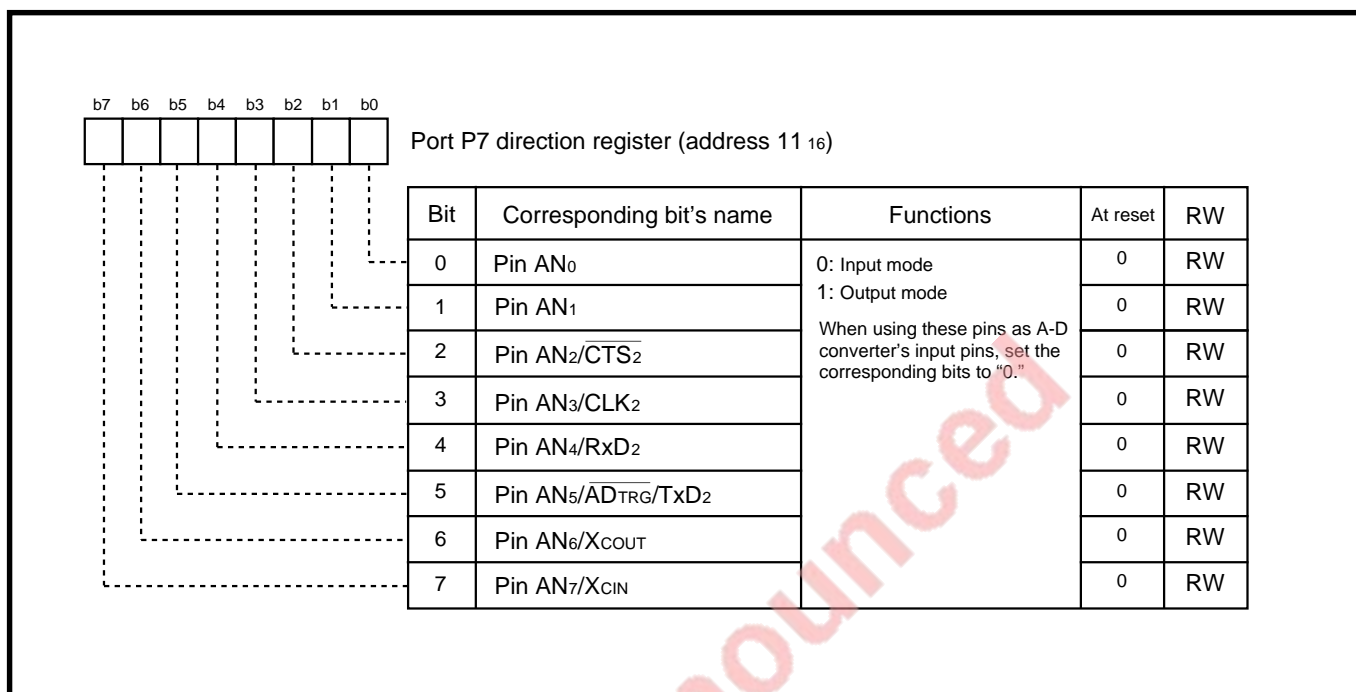 b7 b6 b5 b4 b3 b2 b1 b0
Port P7 direction register (address 11 16)
Bit Corresponding bit's name Functions At reset RW
0 Pin AN0 0: Input mode 0 RW
1 Pin AN1 1: Output mode 0 RW
When using these pins as A-D
2 Pin AN2/CTS2 converter's input pins, set the 0 RW
corresponding bits to “0.”
3 Pin AN3/CLK2 0 RW
4 Pin AN4/RxD2 0 RW
5 Pin AN5/ADTRG/TxD2 0 RW
6 Pin AN6/XCOUT 0 RW
7 Pin AN7/XCIN 0 RW
ounced